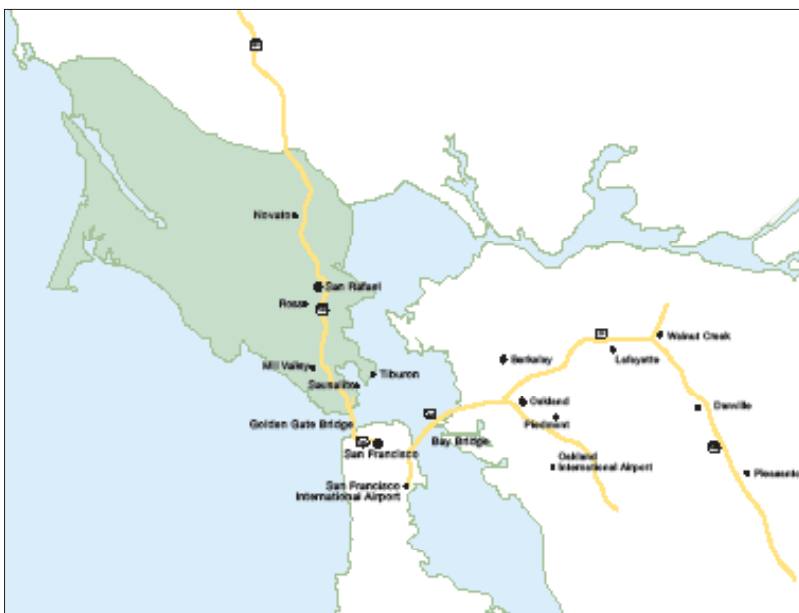 Novato
San Rafael
Ross
Mill Valley
Tiburon
Sausalito
Golden Gate Bridge
San Francisco
San Francisco
International Airport
Bay Bridge
Berkeley
Oakland
Piedmont
Oakland
International Airport
Lafayette
Walnut Creek
Danville
Pleasanto